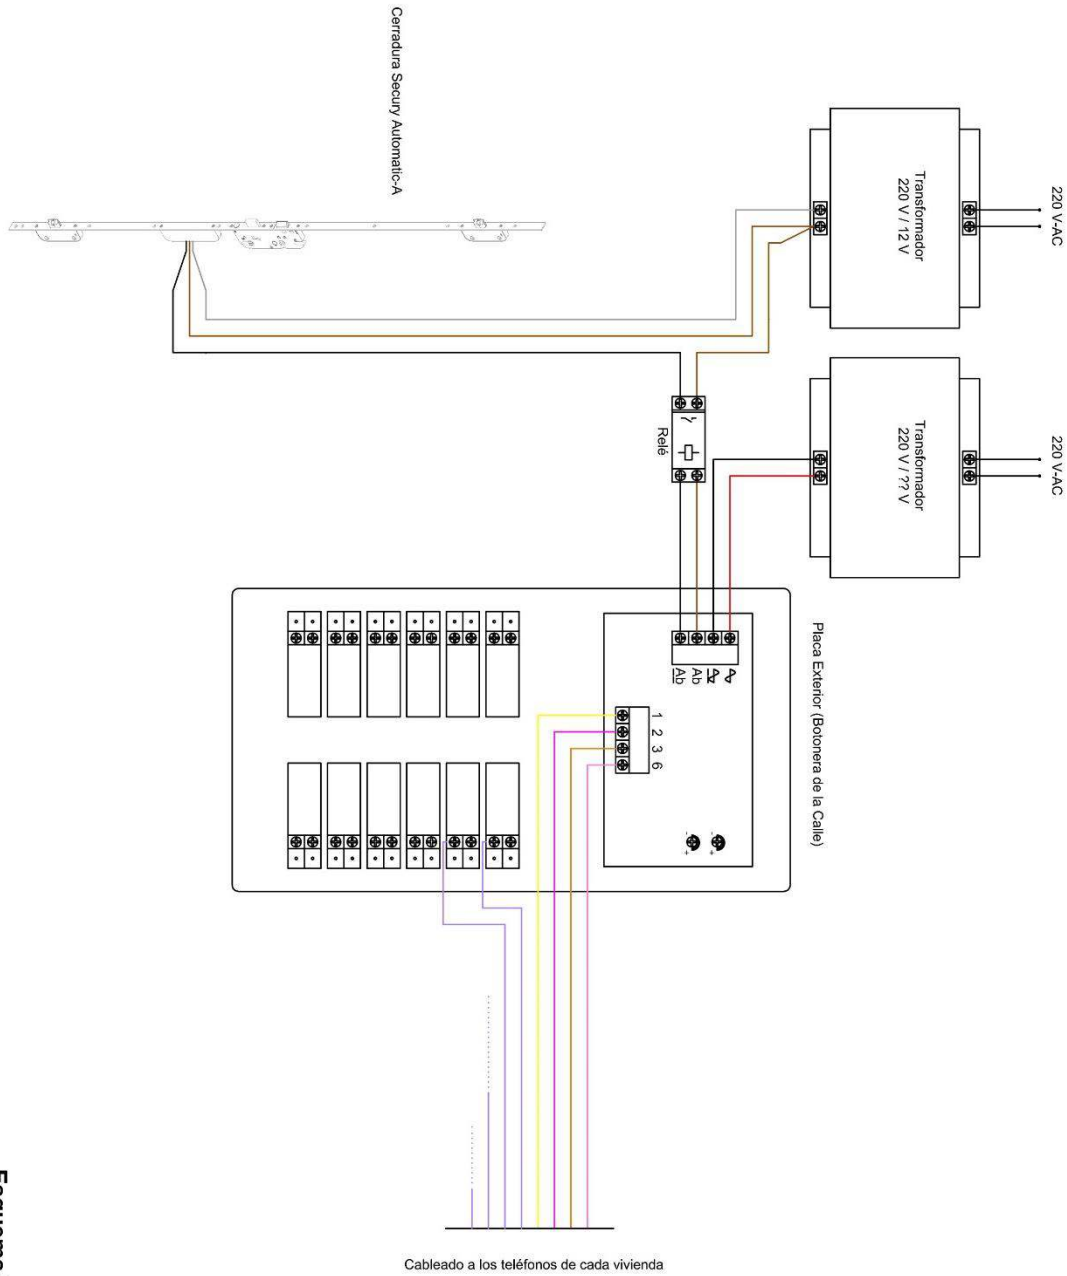 Cerradura Secury Automatic-A
Transformador
220 V / 12 V
220 V-AC
Transformador
220 V / ?? V
220 V-AC
Relé
Placa Exterior (Botonera de la Calle)
Ab
Ab
1
2
3
6
- +
- +
Cableado a los teléfonos de cada vivienda